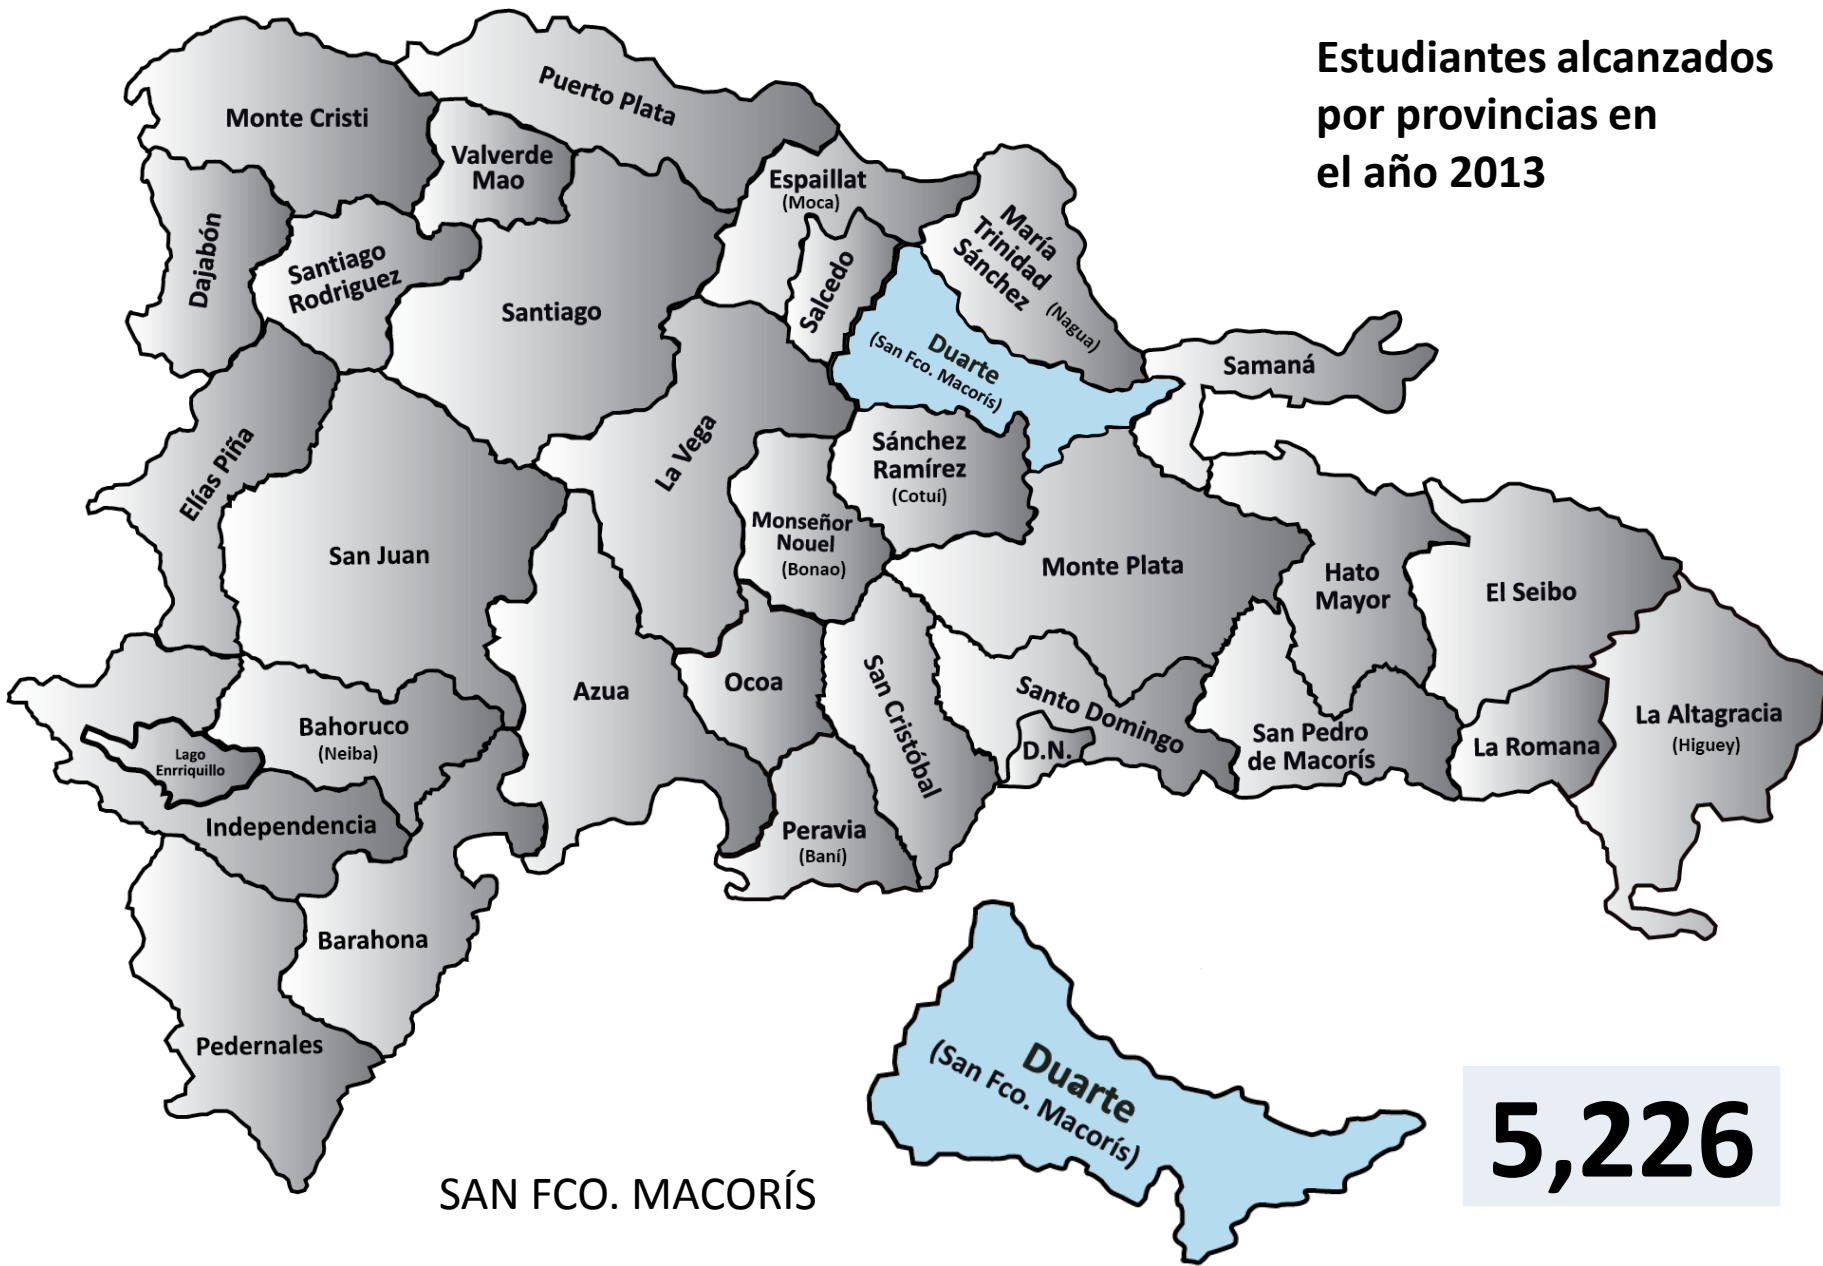 Estudiantes alcanzados
por provincias en
el año 2013
Puerto Plata
Monte Cristi
Valverde
Mao
Espaillat
(Moca)
María
Trinidad
Sánchez
(Nagua)
Dajabón
Santiago
Rodriguez
Santiago
Salcedo
Duarte
(San Fco. Macorís)
Samaná
Elías Piña
La Vega
Sánchez
Ramírez
(Cotuí)
San Juan
Monseñor
Nouel
(Bonao)
Monte Plata
Hato
Mayor
El Seibo
Azua
Ocoa
San Cristóbal
Santo Domingo
D.N.
San Pedro
de Macorís
La Romana
La Altagracia
(Higuey)
Bahoruco
(Neiba)
Lago
Enrriquillo
Independencia
Peravia
(Baní)
Barahona
Pedernales
Duarte
(San Fco. Macorís)
5,226
SAN FCO. MACORÍS